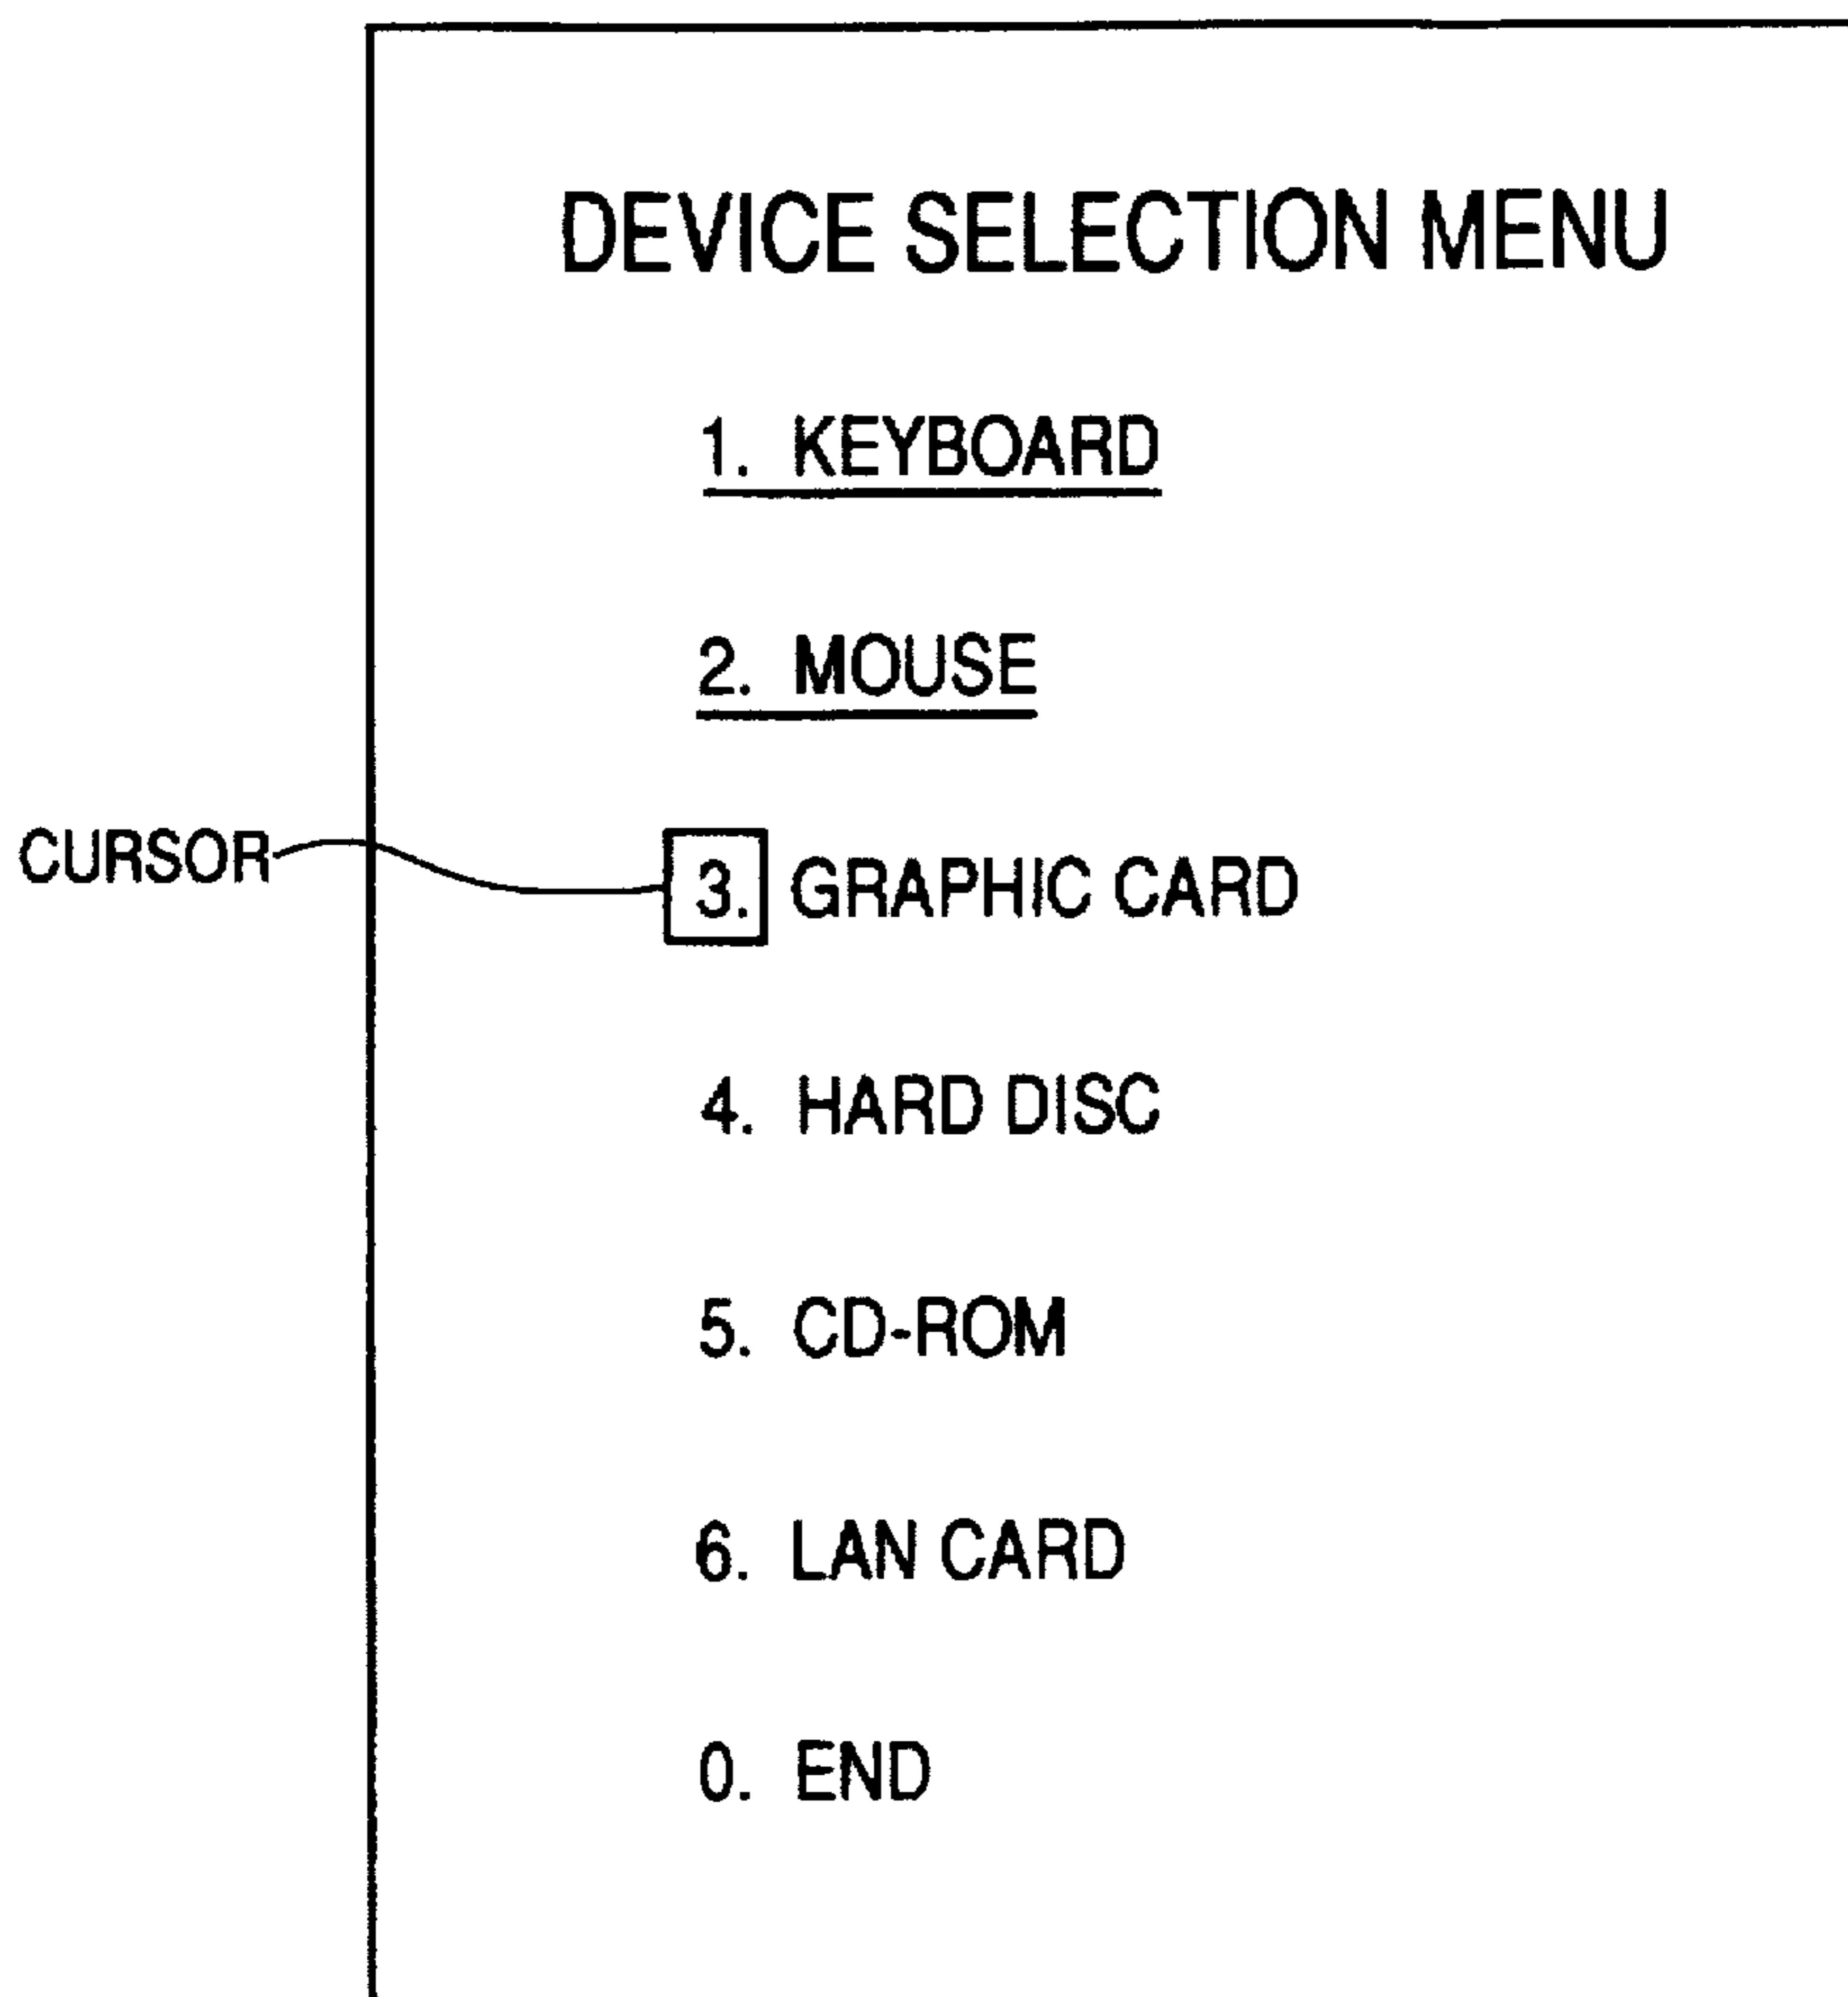 DEVICE SELECTION MENU
1. KEYBOARD
2. MOUSE
CURSOR
3. GRAPHIC CARD
4. HARD DISC
5. CD-ROM
6. LAN CARD
0. END